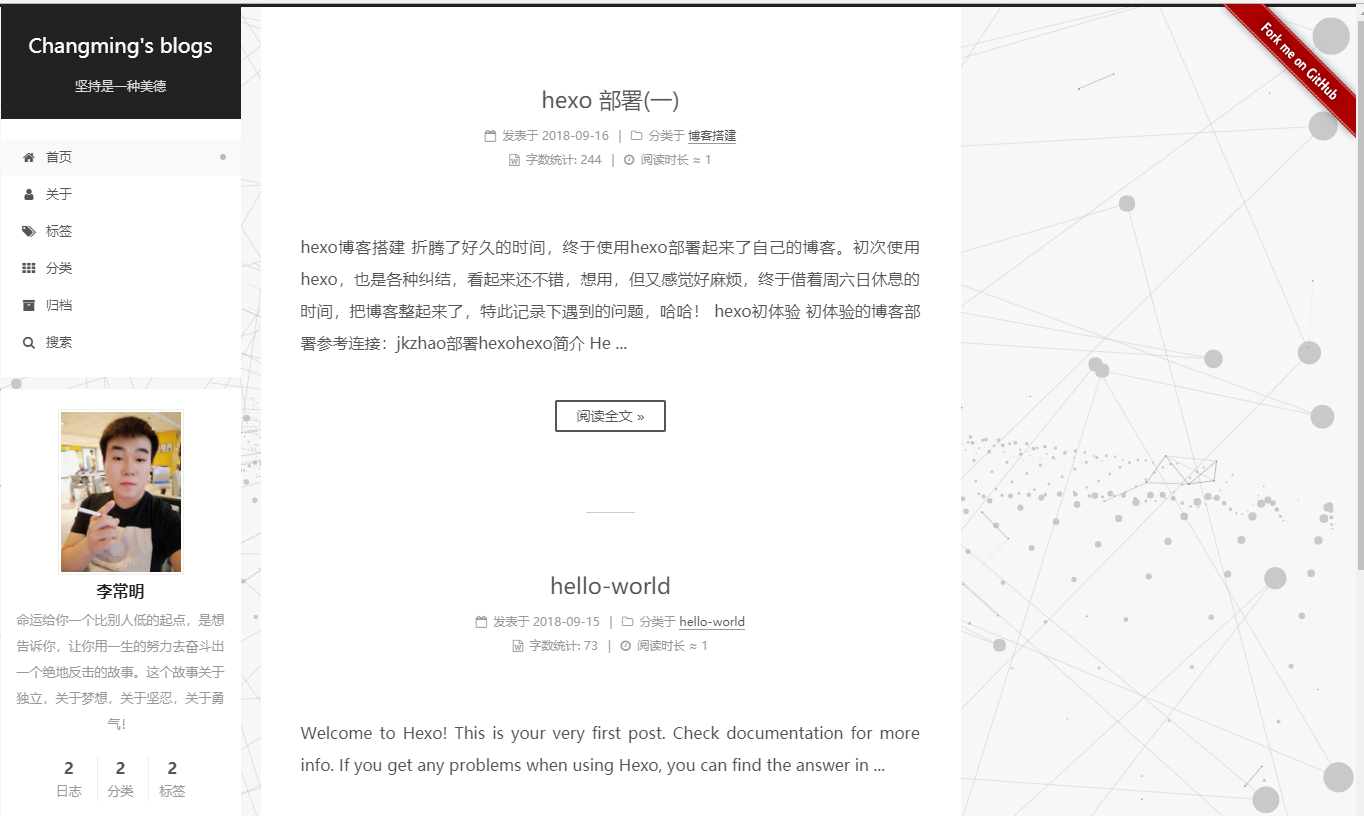 Changming's blogs
坚持是一种美德
首页
关于
标签
分类
归档
搜索
李常明
命运给你一个比别人低的起点，是想
告诉你，让你用一生的努力去奋斗出
一个绝地反击的故事。这个故事关于
独立，关于梦想，关于坚忍，关于勇
气！
2 2 2
日志 分类 标签
hexo 部署(一)
发表于 2018-09-16 | 分类于 博客搭建
字数统计: 244 | 阅读时长 ≈ 1
hexo博客搭建 折腾了好久的时间，终于使用hexo部署起来了自己的博客。初次使用
hexo，也是各种纠结，看起来还不错，想用，但又感觉好麻烦，终于借着周六日休息的
时间，把博客整起来了，特此记录下遇到的问题，哈哈！ hexo初体验 初体验的博客部
署参考连接：jkzhao部署hexohexo简介 He ...
阅读全文 »
hello-world
发表于 2018-09-15 | 分类于 hello-world
字数统计: 73 | 阅读时长 ≈ 1
Welcome to Hexo! This is your very first post. Check documentation for more
info. If you get any problems when using Hexo, you can find the answer in ...
Fork me on GitHub